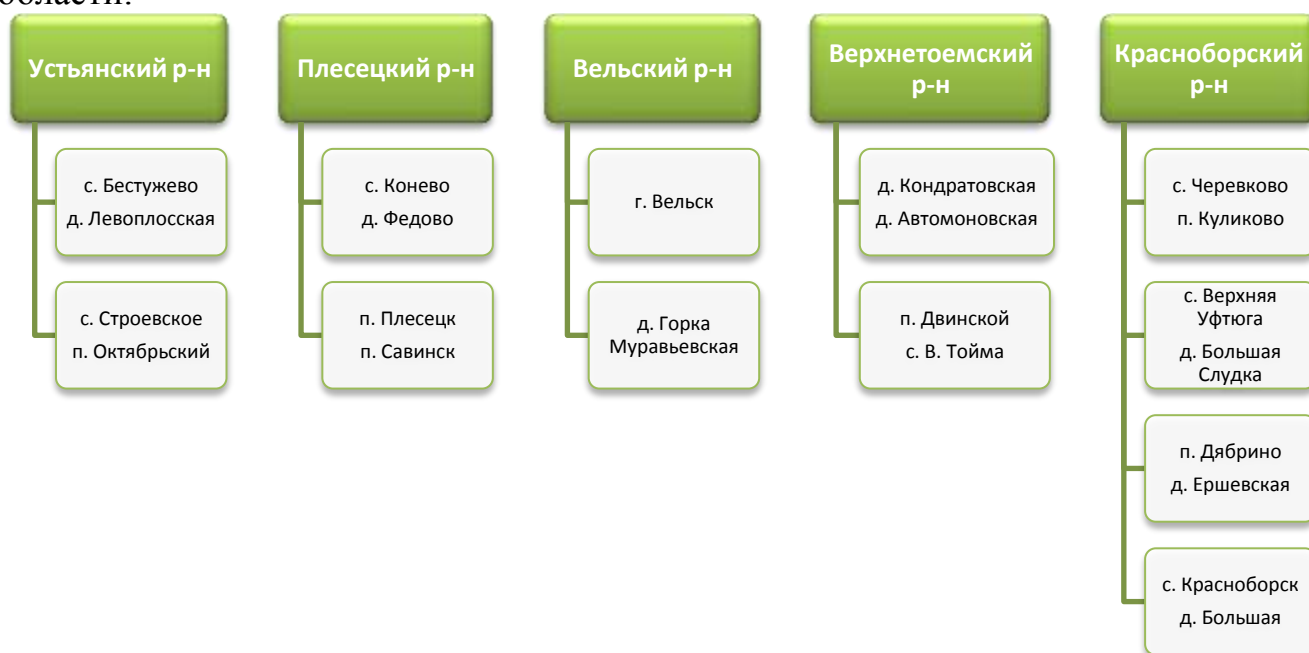 области.
Устьянский р-н
с. Бестужево
д. Левоплосская
с. Строевское
п. Октябрьский
Плесецкий р-н
с. Конево
д. Федово
п. Плесецк
п. Савинск
Вельский р-н
г. Вельск
д. Горка
Муравьевская
Верхнетоемский
р-н
д. Кондратовская
д. Автомоновская
п. Двинской
с. В. Тойма
Красноборский
р-н
с. Черевково
п. Куликово
с. Верхняя
Уфтюга
д. Большая
Слудка
п. Дябрино
д. Ершевская
с. Красноборск
д. Большая